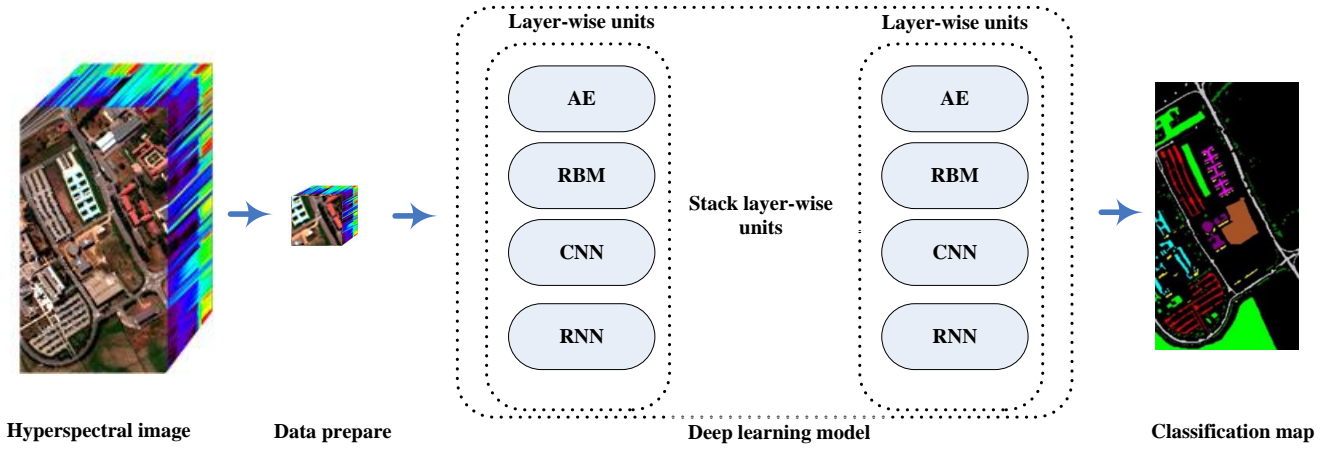 Layer-wise units
Layer-wise units
AE
RBM
CNN
RNN
Stack layer-wise
units
AE
RBM
CNN
RNN
Hyperspectral image
Data prepare
Deep learning model
Classification map